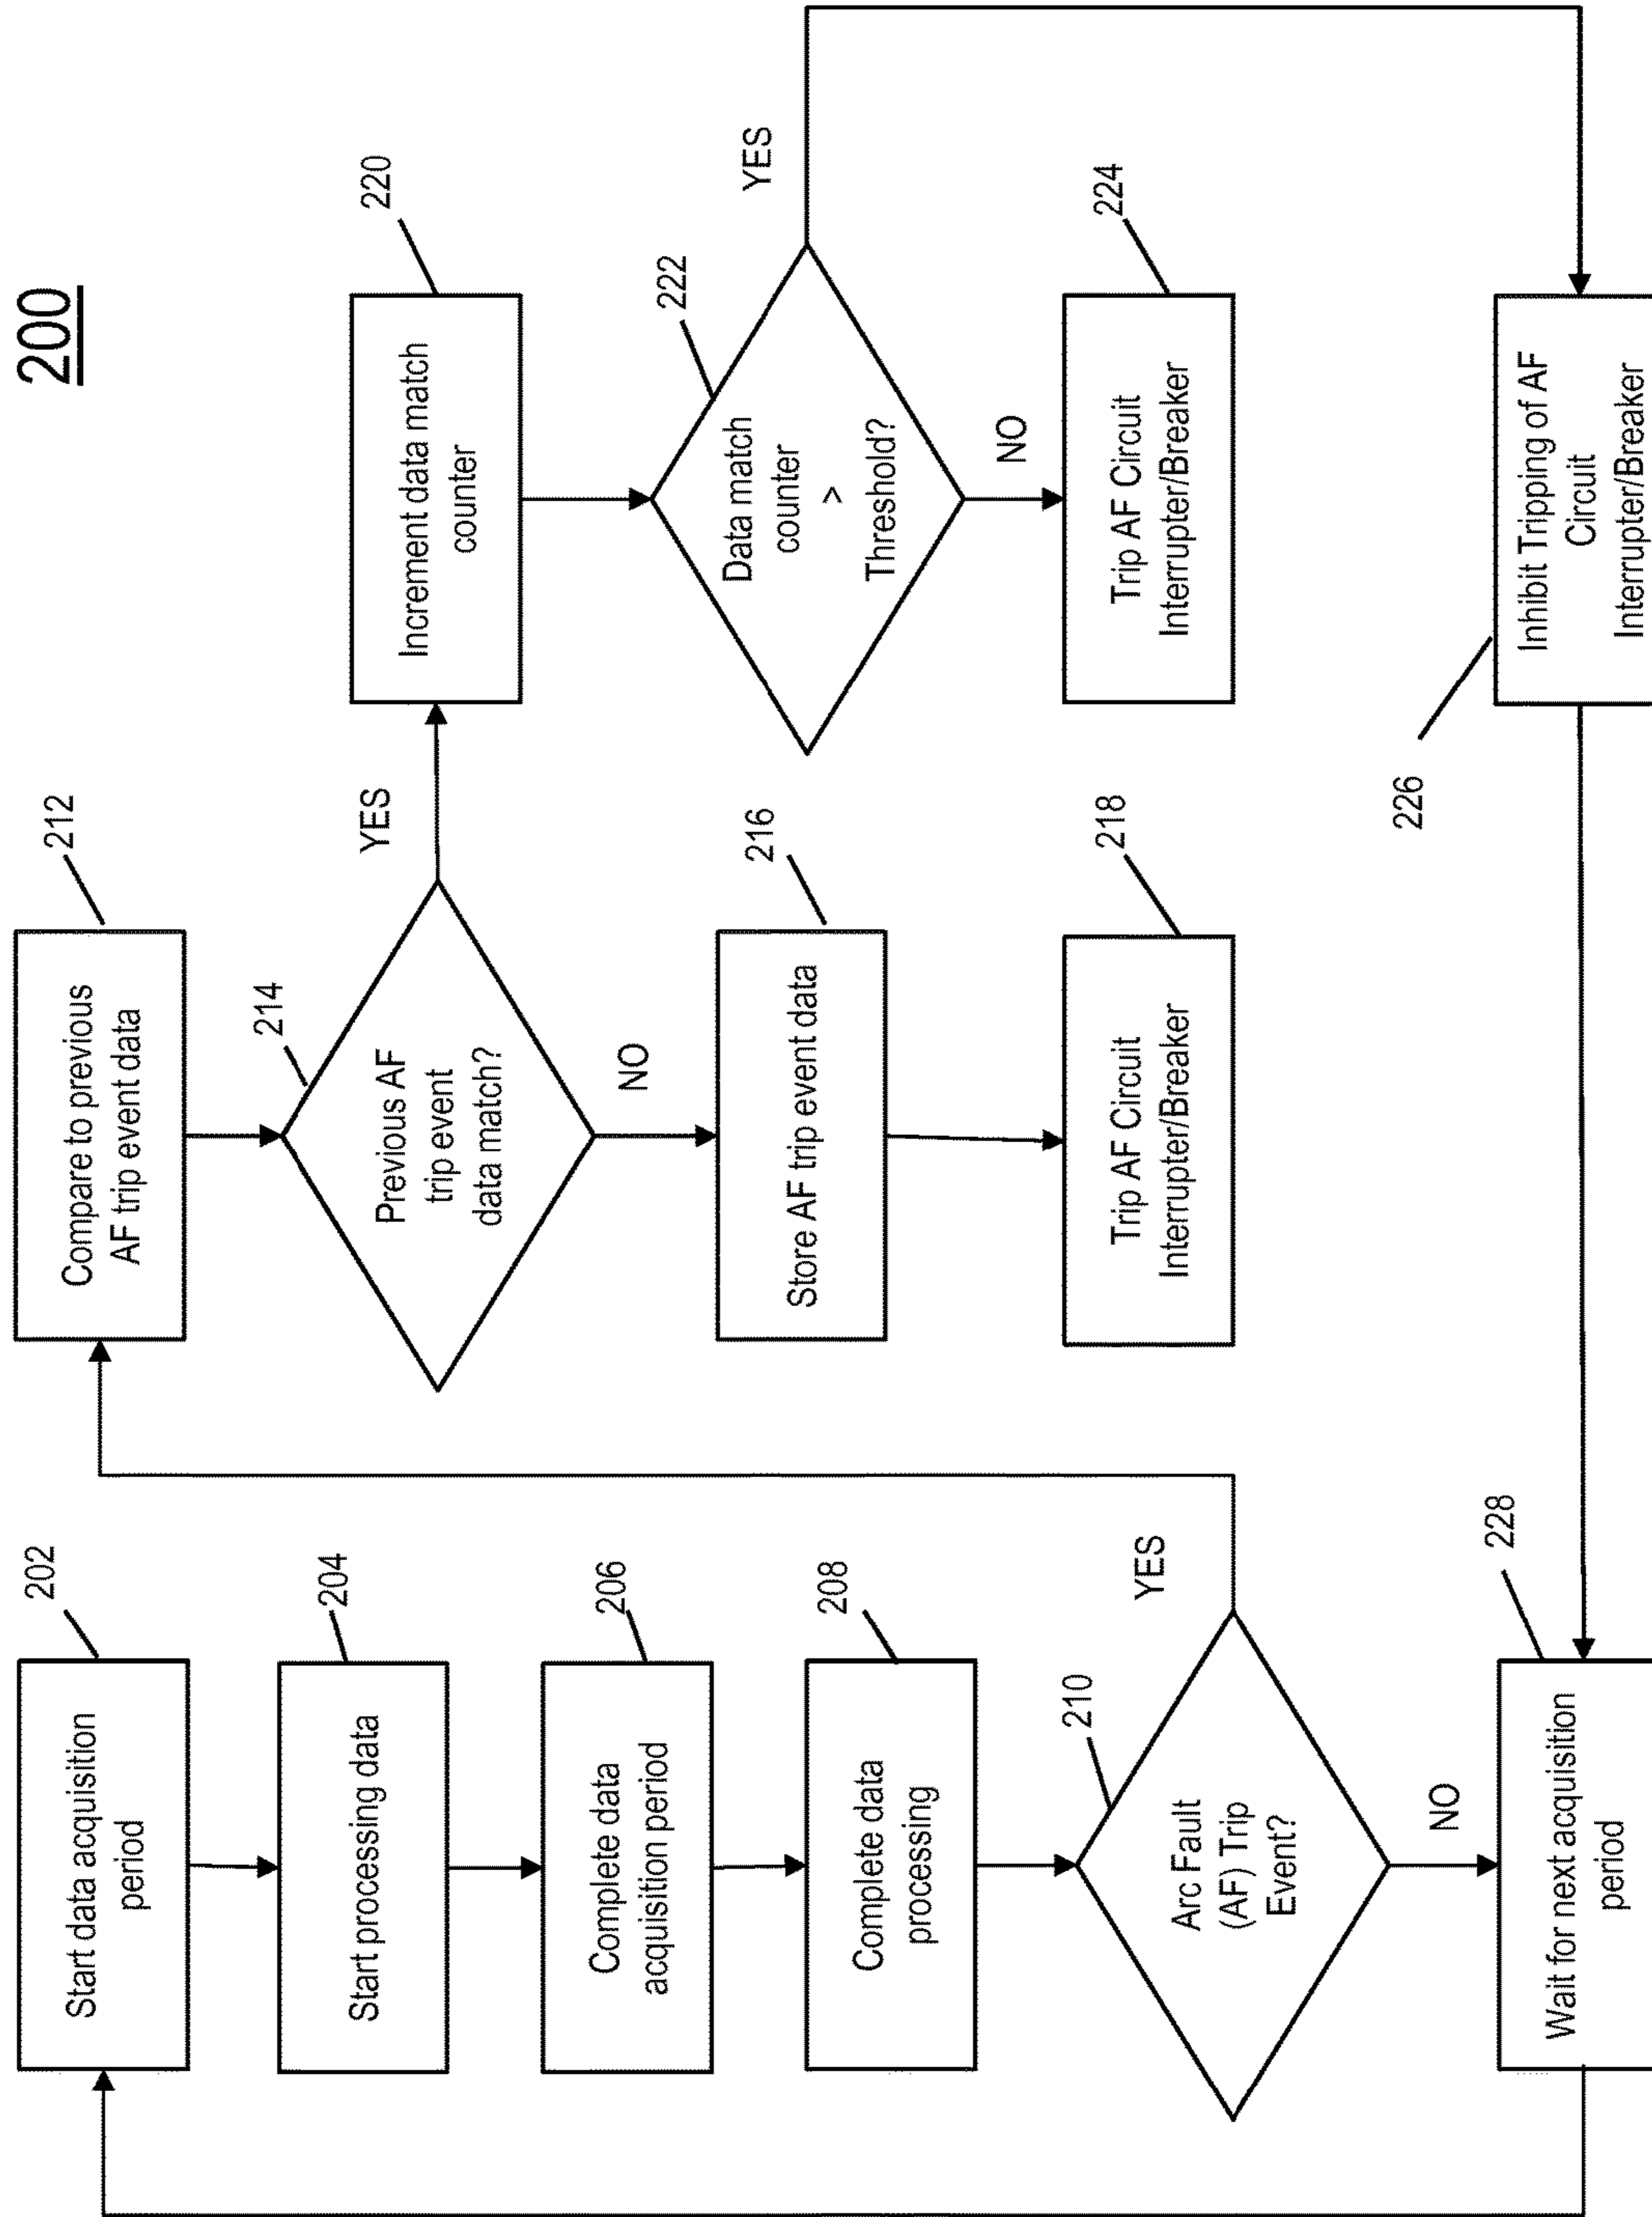 200
202
Start data acquisition
period
204
Start processing data
206
Complete data
acquisition period
208
Complete data
processing
210
Arc Fault
(AF) Trip
Event?
YES
NO
228
Wait for next acquisition
period
212
Compare to previous
AF trip event data
214
Previous AF
trip event
data match?
YES
NO
216
Store AF trip event data
218
Trip AF Circuit
Interrupter/Breaker
220
Increment data match
counter
222
Data match
counter
>
Threshold?
YES
NO
224
Trip AF Circuit
Interrupter/Breaker
226
Inhibit Tripping of AF
Circuit
Interrupter/Breaker